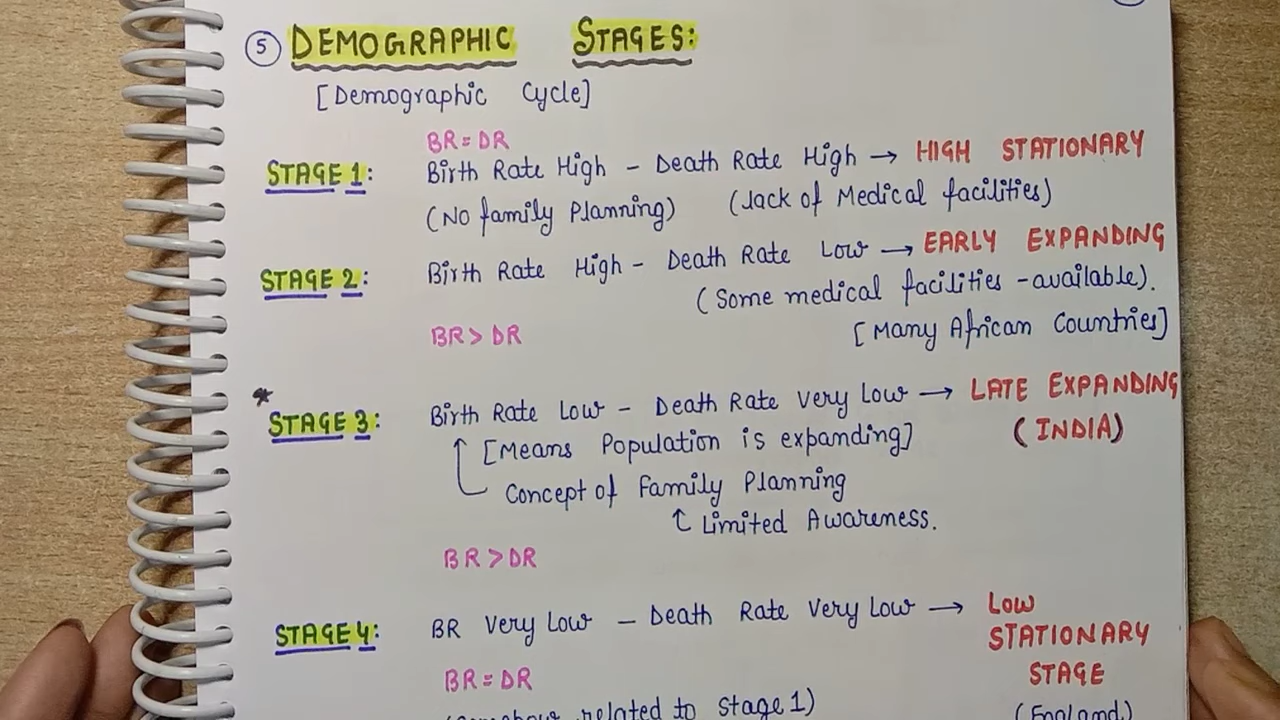 5 DEMOGRAPHIC STAGES:
[Demographic Cycle]
BR = DR
STAGE 1: Birth Rate High - Death Rate High → HIGH STATIONARY
(No family Planning) (lack of Medical facilities)
STAGE 2: Birth Rate High - Death Rate Low → EARLY EXPANDING
(Some medical facilities - available).
BR > DR [Many African Countries]
*
STAGE 3: Birth Rate Low - Death Rate Very Low → LATE EXPANDING
[Means Population is expanding] (INDIA)
Concept of Family Planning
↑ Limited Awareness.
BR > DR
STAGE 4: BR Very Low - Death Rate Very Low → LOW STATIONARY STAGE
BR = DR
related to Stage 1) (England)